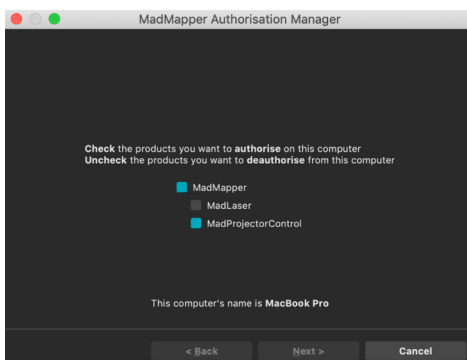 MadMapper Authorisation Manager
Check the products you want to authorise on this computer
Uncheck the products you want to deauthorise from this computer
MadMapper
MadLaser
MadProjectorControl
This computer's name is MacBook Pro
< Back Next > Cancel